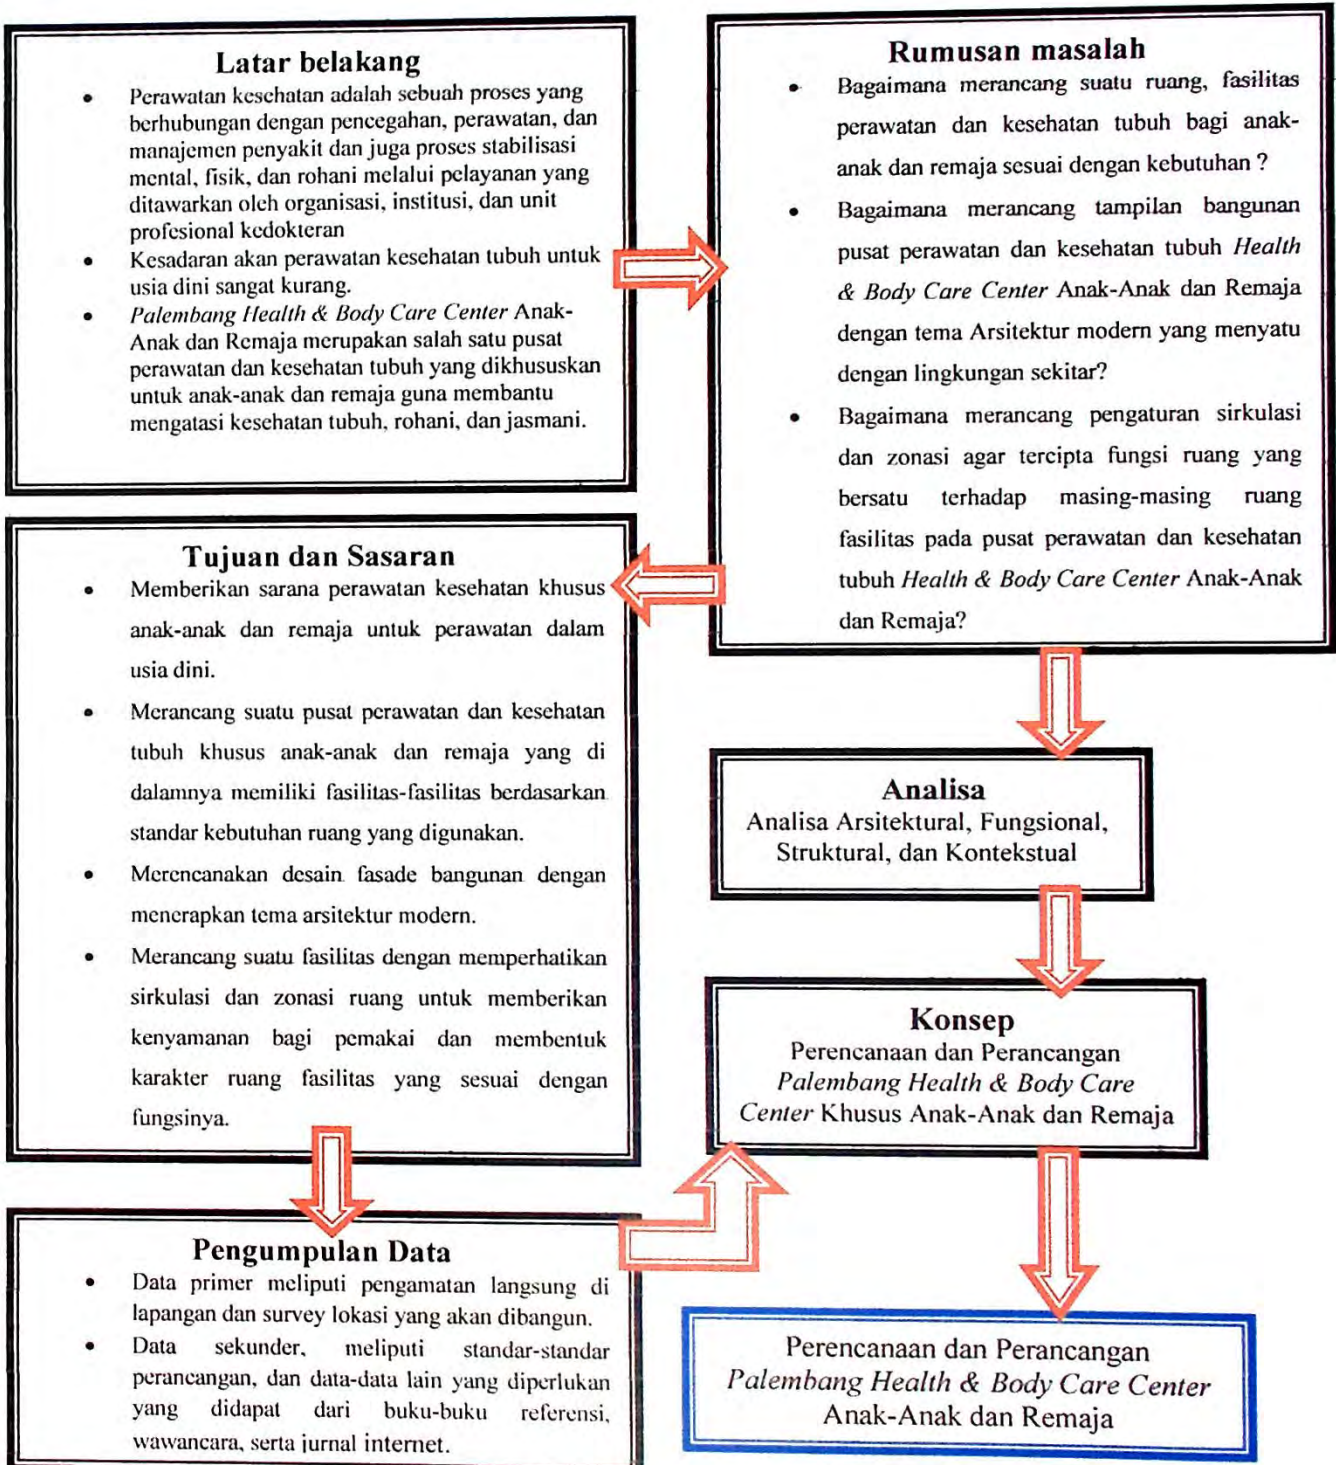 Latar belakang
• Perawatan kesehatan adalah sebuah proses yang
berhubungan dengan pencegahan, perawatan, dan
manajemen penyakit dan juga proses stabilisasi
mental, fisik, dan rohani melalui pelayanan yang
ditawarkan oleh organisasi, institusi, dan unit
profesional kedokteran
• Kesadaran akan perawatan kesehatan tubuh untuk
usia dini sangat kurang.
• Palembang Health & Body Care Center Anak-
Anak dan Remaja merupakan salah satu pusat
perawatan dan kesehatan tubuh yang dikhususkan
untuk anak-anak dan remaja guna membantu
mengatasi kesehatan tubuh, rohani, dan jasmani.
Rumusan masalah
• Bagaimana merancang suatu ruang, fasilitas
perawatan dan kesehatan tubuh bagi anak-
anak dan remaja sesuai dengan kebutuhan ?
• Bagaimana merancang tampilan bangunan
pusat perawatan dan kesehatan tubuh Health
& Body Care Center Anak-Anak dan Remaja
dengan tema Arsitektur modern yang menyatu
dengan lingkungan sekitar?
• Bagaimana merancang pengaturan sirkulasi
dan zonasi agar tercipta fungsi ruang yang
bersatu terhadap masing-masing ruang
fasilitas pada pusat perawatan dan kesehatan
tubuh Health & Body Care Center Anak-Anak
dan Remaja?
Tujuan dan Sasaran
• Memberikan sarana perawatan kesehatan khusus
anak-anak dan remaja untuk perawatan dalam
usia dini.
• Merancang suatu pusat perawatan dan kesehatan
tubuh khusus anak-anak dan remaja yang di
dalamnya memiliki fasilitas-fasilitas berdasarkan
standar kebutuhan ruang yang digunakan.
• Merencanakan desain fasade bangunan dengan
menerapkan tema arsitektur modern.
• Merancang suatu fasilitas dengan memperhatikan
sirkulasi dan zonasi ruang untuk memberikan
kenyamanan bagi pemakai dan membentuk
karakter ruang fasilitas yang sesuai dengan
fungsinya.
Analisa
Analisa Arsitektural, Fungsional,
Struktural, dan Kontekstual
Konsep
Perencanaan dan Perancangan
Palembang Health & Body Care
Center Khusus Anak-Anak dan Remaja
Pengumpulan Data
• Data primer meliputi pengamatan langsung di
lapangan dan survey lokasi yang akan dibangun.
• Data sekunder, meliputi standar-standar
perancangan, dan data-data lain yang diperlukan
yang didapat dari buku-buku referensi,
wawancara, serta jurnal internet.
Perencanaan dan Perancangan
Palembang Health & Body Care Center
Anak-Anak dan Remaja